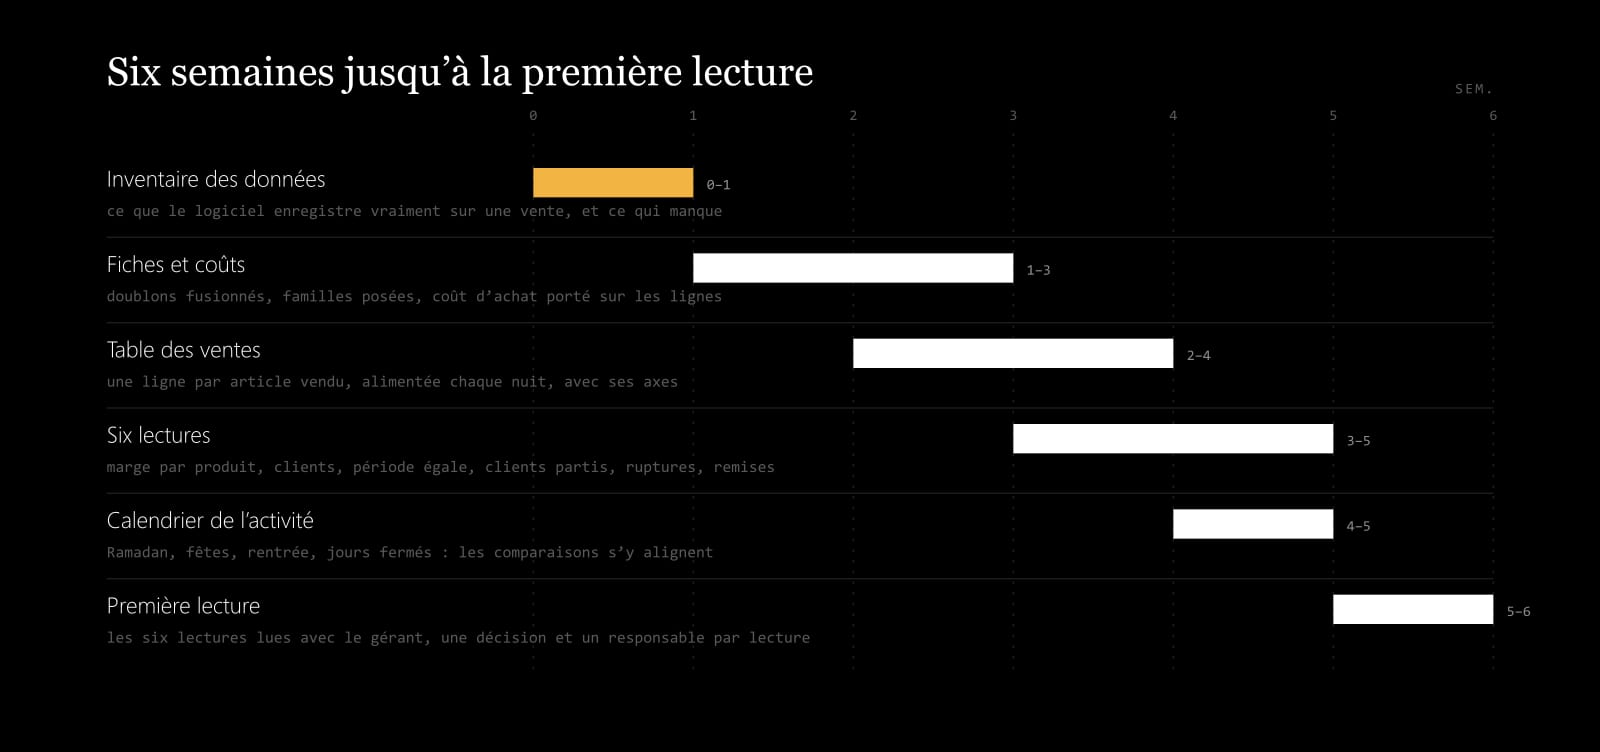 Six semaines jusqu’à la première lecture
SEM.
0 1 2 3 4 5 6
Inventaire des données
0–1
ce que le logiciel enregistre vraiment sur une vente, et ce qui manque
Fiches et coûts
1–3
doublons fusionnés, familles posées, coût d’achat porté sur les lignes
Table des ventes
2–4
une ligne par article vendu, alimentée chaque nuit, avec ses axes
Six lectures
3–5
marge par produit, clients, période égale, clients partis, ruptures, remises
Calendrier de l’activité
4–5
Ramadan, fêtes, rentrée, jours fermés : les comparaisons s’y alignent
Première lecture
5–6
les six lectures lues avec le gérant, une décision et un responsable par lecture